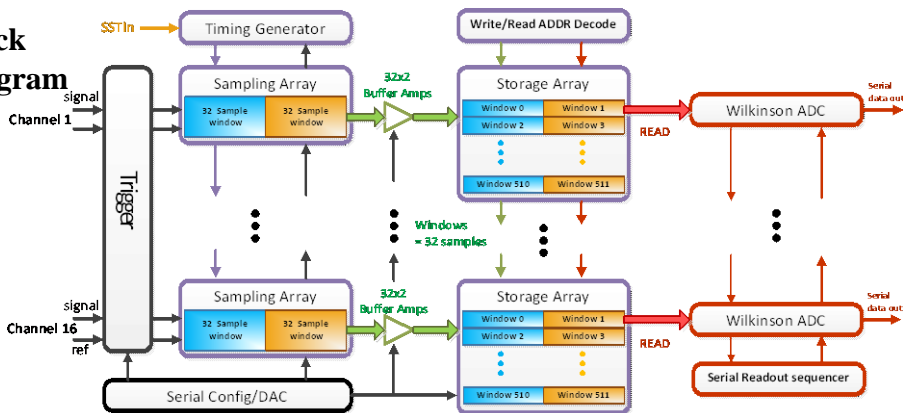 ck
gram
SSTIn
Timing Generator
Write/Read ADDR Decode
Sampling Array
32 Sample
window
32 Sample
window
32x2
Buffer Amps
Storage Array
Window 0
Window 1
Window 2
Window 3
Window 510
Window 511
READ
Wilkinson ADC
Serial
data out
signal
Channel 1
Trigger
Windows
= 32 samples
signal
Channel 16
ref
Sampling Array
32 Sample
window
32 Sample
window
32x2
Buffer Amps
Storage Array
Window 0
Window 1
Window 2
Window 3
Window 510
Window 511
READ
Wilkinson ADC
Serial
data out
Serial Readout sequencer
Serial Config/DAC